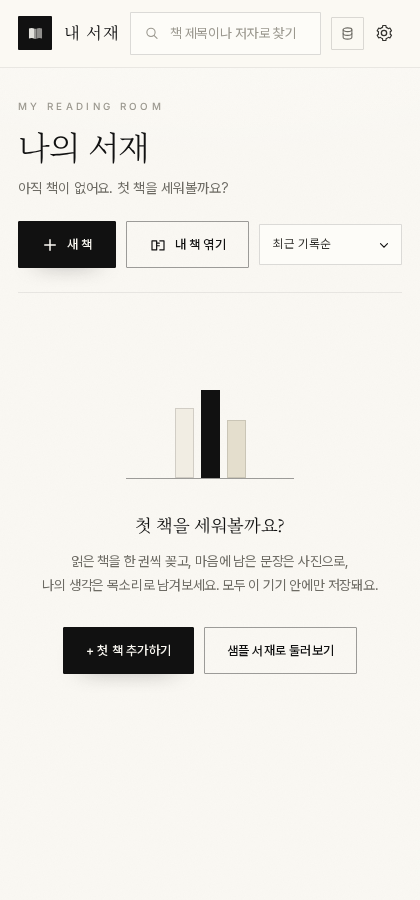 내 서재
책 제목이나 저자로 찾기
MY READING ROOM
나의 서재
아직 책이 없어요. 첫 책을 세워볼까요?
새 책
내 책 엮기
최근 기록순
첫 책을 세워볼까요?
읽은 책을 한 권씩 꽂고, 마음에 남은 문장은 사진으로,
나의 생각은 목소리로 남겨보세요. 모두 이 기기 안에만 저장돼요.
+ 첫 책 추가하기
샘플 서재로 둘러보기